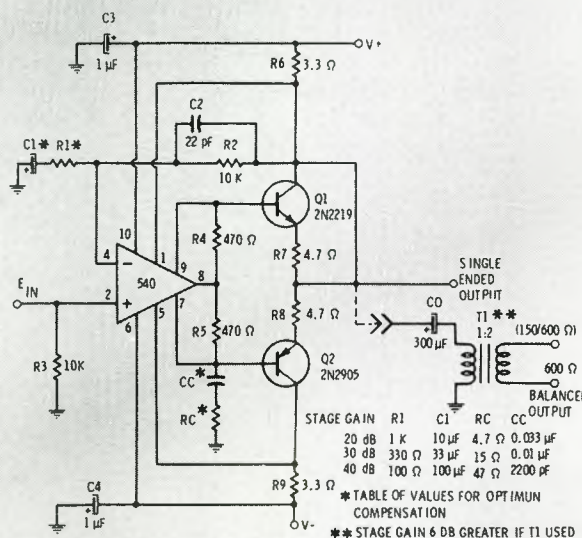 C3
V+
1 μF
R6
3.3 Ω
C2
22 pF
C1* R1*
R2
10 K
Q1
2N2219
10
1
9
4
R4
470 Ω
R7
4.7 Ω
E IN
2
540
8
SINGLE
ENDED
OUTPUT
6
5
7
R5
470 Ω
R8
4.7 Ω
CO
300 μF
T1**
1:2
(150/600 Ω)
600 Ω
BALANCED
OUTPUT
R3
10K
CC*
RC*
Q2
2N2905
STAGE GAIN R1 C1 RC CC
20 dB 1 K 10 μF 4.7 Ω 0.033 μF
30 dB 330 Ω 33 μF 15 Ω 0.01 μF
40 dB 100 Ω 100 μF 47 Ω 2200 pF
R9
3.3 Ω
C4
1 μF
V-
* TABLE OF VALUES FOR OPTIMUN
COMPENSATION
** STAGE GAIN 6 DB GREATER IF T1 USED